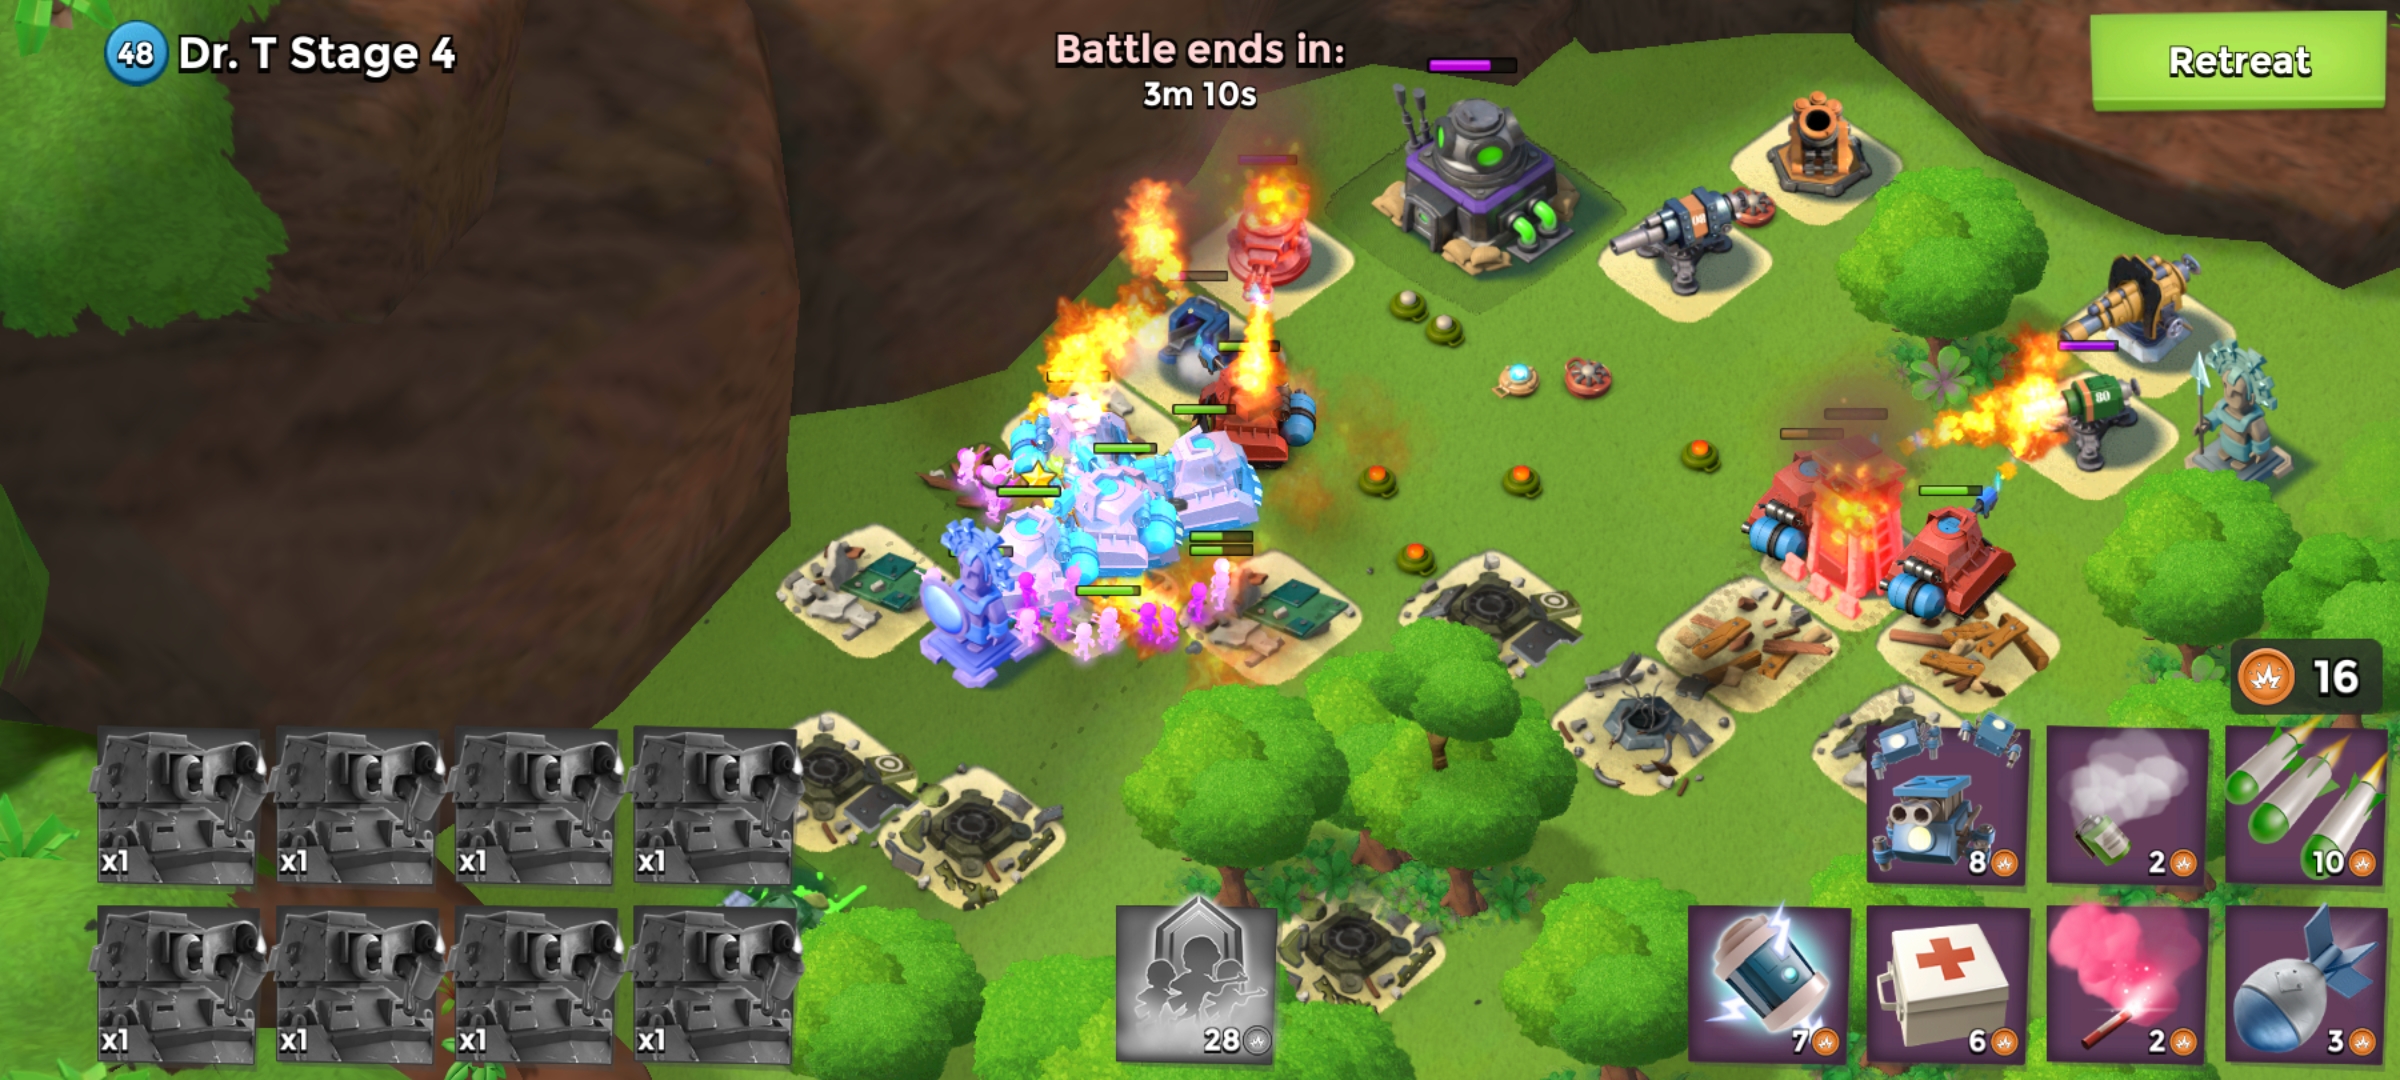 48 Dr. T Stage 4
Battle ends in:
3m 10s
Retreat
80
16
x1 x1 x1 x1
8 2 10
x1 x1 x1 x1
28 7 6 2 3